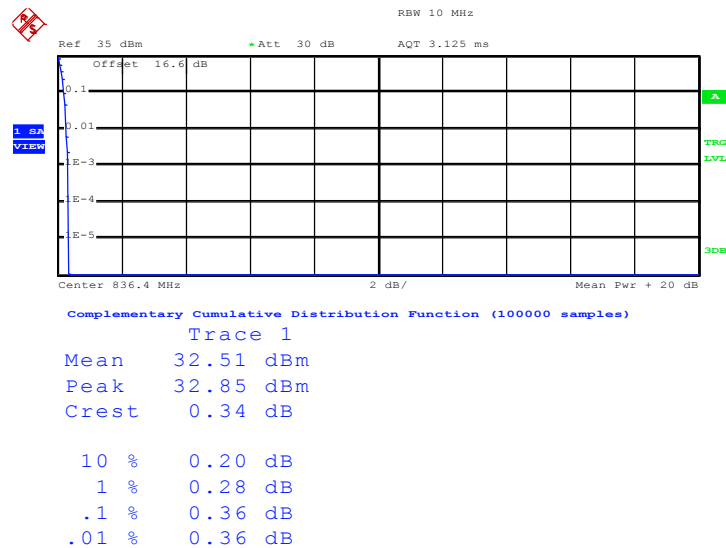 R S
RBW 10 MHz
Ref 35 dBm * Att 30 dB AQT 3.125 ms
Offset 16.6 dB
0.1
A
0.01
1 SA
VIEW
TRG
LVL
1E-3
1E-4
1E-5
3DB
Center 836.4 MHz 2 dB/ Mean Pwr + 20 dB
Complementary Cumulative Distribution Function (100000 samples)
Trace 1
Mean 32.51 dBm
Peak 32.85 dBm
Crest 0.34 dB
10 % 0.20 dB
1 % 0.28 dB
.1 % 0.36 dB
.01 % 0.36 dB